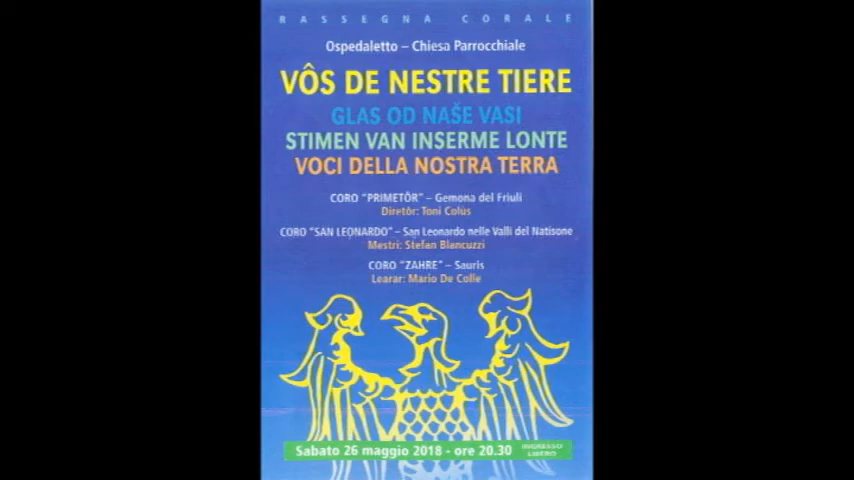 RASSEGNA CORALE
Ospedaletto – Chiesa Parrocchiale
VÔS DE NESTRE TIERE
GLAS OD NAŠE VASI
STIMEN VAN INSERME LONTE
VOCI DELLA NOSTRA TERRA
CORO "PRIMETÔR" – Gemona del Friuli
Diretôr: Toni Colùs
CORO "SAN LEONARDO" – San Leonardo nelle Valli del Natisone
Mestri: Stefan Blancuzzi
CORO "ZAHRE" – Sauris
Learar: Mario De Colle
Sabato 26 maggio 2018 - ore 20.30
INGRESSO
LIBERO